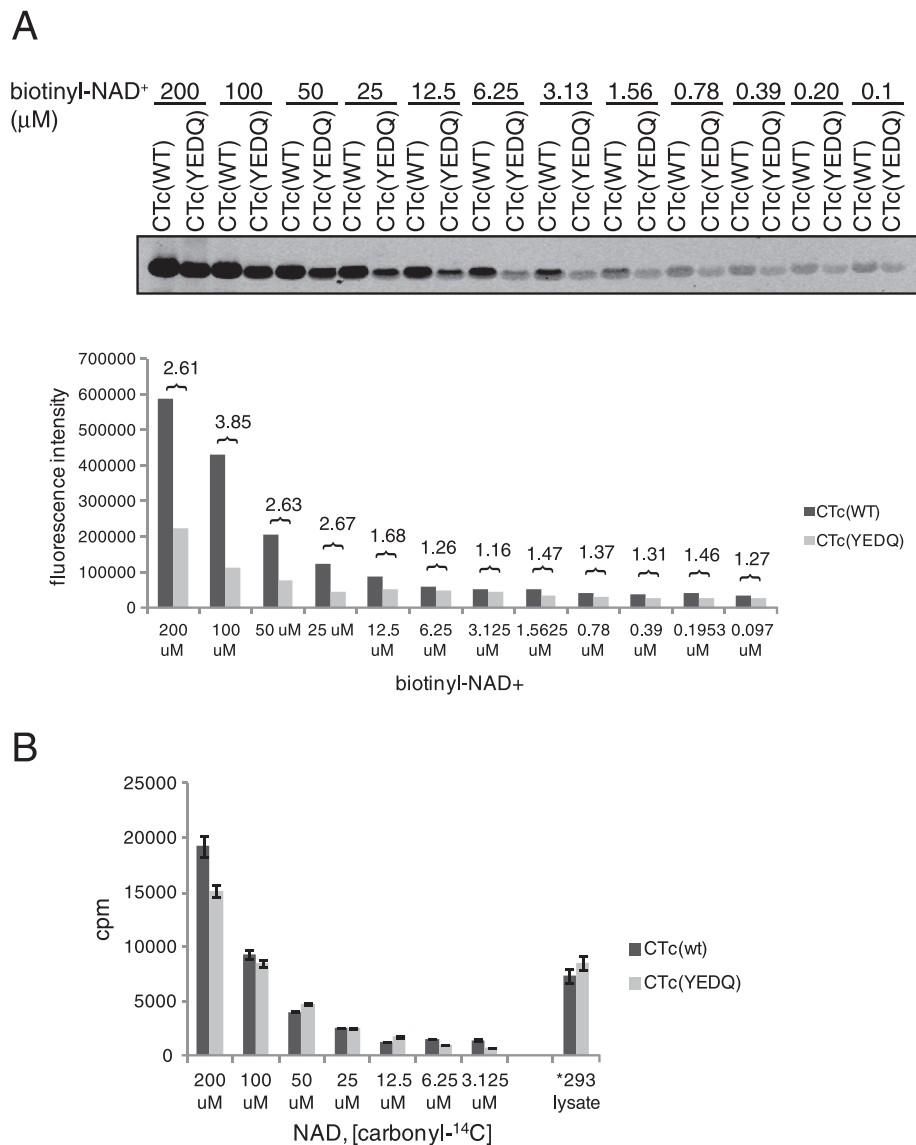 A
biotinyl-NAD⁺ 200 100 50 25 12.5 6.25 3.13 1.56 0.78 0.39 0.20 0.1
(μM)
CTc(WT) CTc(YEDQ) CTc(WT) CTc(YEDQ) CTc(WT) CTc(YEDQ) CTc(WT) CTc(YEDQ) CTc(WT) CTc(YEDQ) CTc(WT) CTc(YEDQ) CTc(WT) CTc(YEDQ) CTc(WT) CTc(YEDQ) CTc(WT) CTc(YEDQ) CTc(WT) CTc(YEDQ) CTc(WT) CTc(YEDQ) CTc(WT) CTc(YEDQ)
fluorescence intensity
700000
600000
500000
400000
300000
200000
100000
0
2.61 3.85 2.63 2.67 1.68 1.26 1.16 1.47 1.37 1.31 1.46 1.27
CTc(WT)
CTc(YEDQ)
200 100 50 uM 25 uM 12.5 6.25 3.125 1.5625 0.78 0.39 0.1953 0.097
uM uM uM uM uM uM uM uM uM uM
biotinyl-NAD+
B
cpm
25000
20000
15000
10000
5000
0
CTc(wt)
CTc(YEDQ)
200 100 50 25 12.5 6.25 3.125 *293
uM uM uM uM uM uM uM lysate
NAD, [carbonyl-¹⁴C]